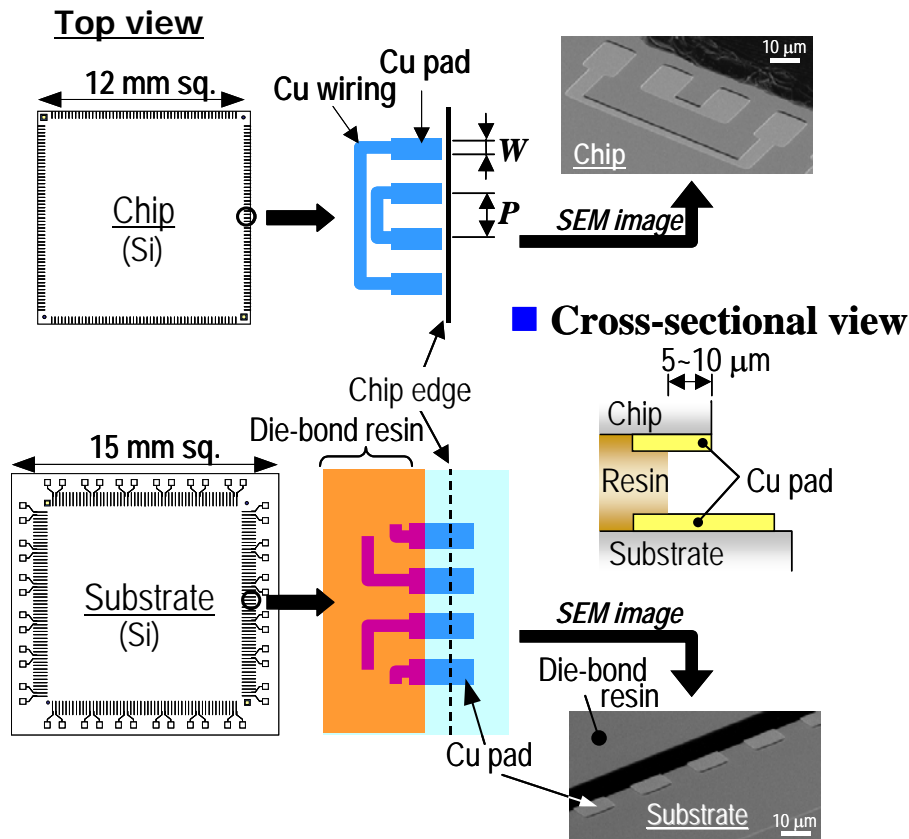 Top view
12 mm sq.
Cu pad
Cu wiring
W
P
Chip
(Si)
10 μm
Chip
SEM image
Cross-sectional view
5~10 μm
Chip edge
Die-bond resin
15 mm sq.
Chip
Resin
Cu pad
Substrate
Substrate
(Si)
SEM image
Die-bond
resin
Cu pad
Substrate
10 μm